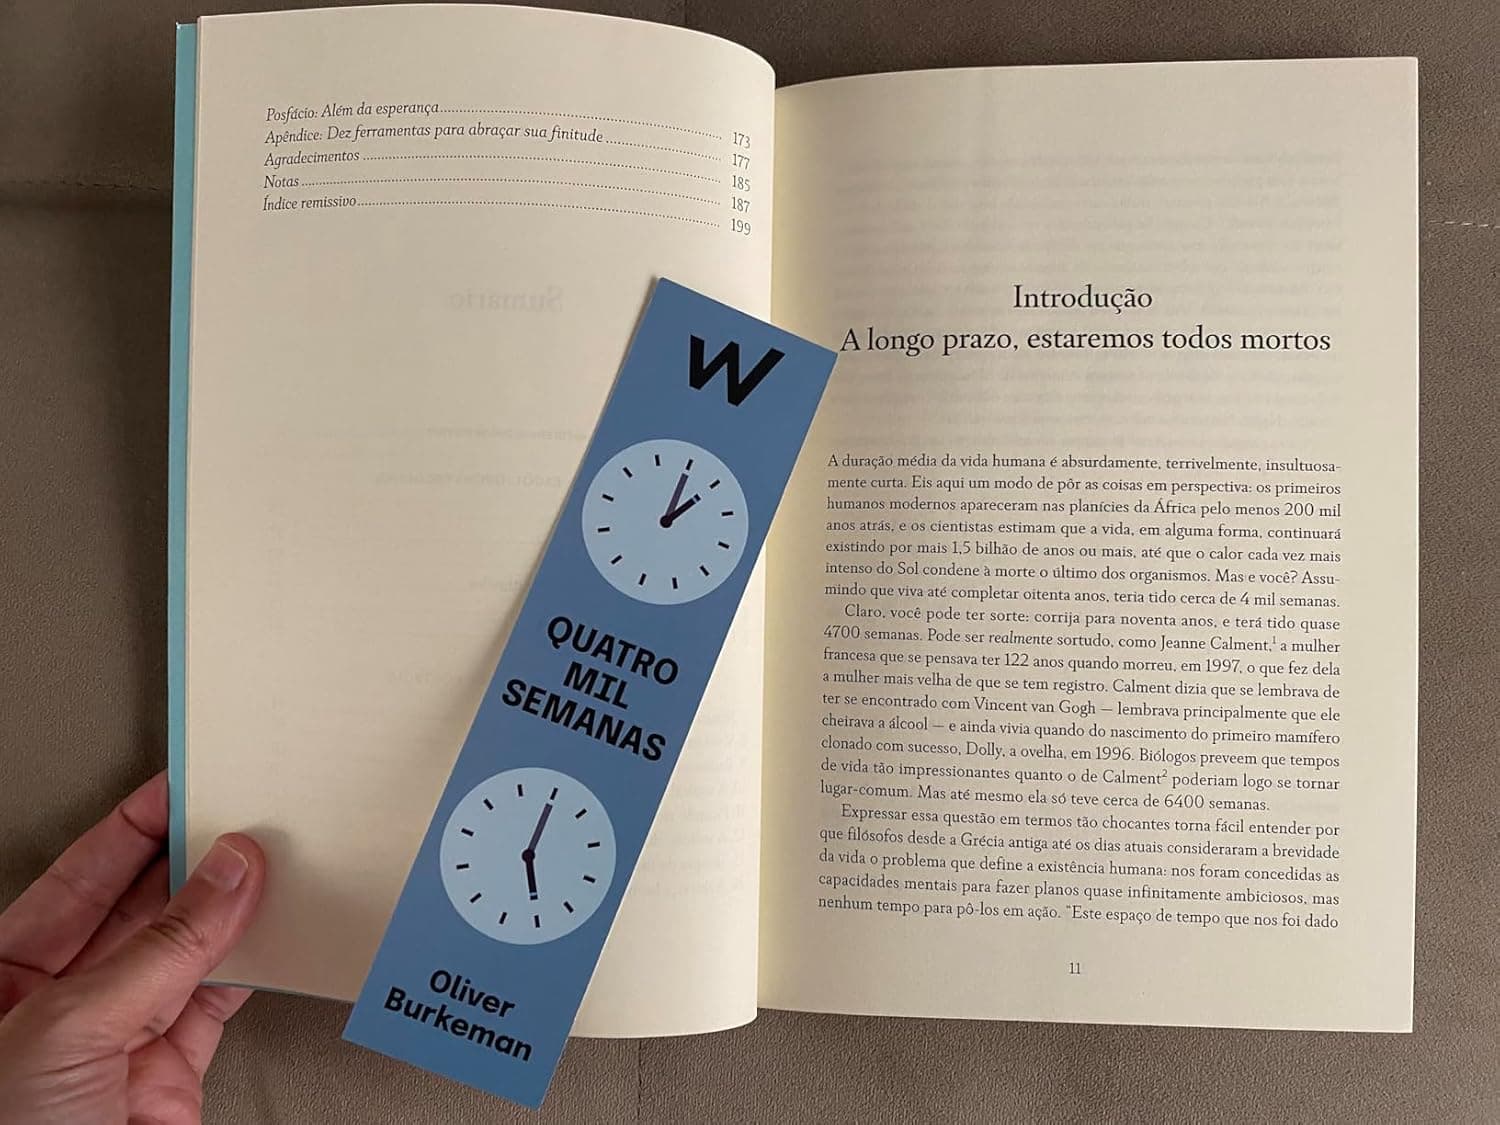 Posfácio: Além da esperança........ 173
Apêndice: Dez ferramentas para abraçar sua finitude........ 177
Agradecimentos........ 185
Notas........ 187
Índice remissivo........ 199
W
QUATRO
MIL
SEMANAS
Oliver
Burkeman
Introdução
A longo prazo, estaremos todos mortos
A duração média da vida humana é absurdamente, terrivelmente, insultuosa-
mente curta. Eis aqui um modo de pôr as coisas em perspectiva: os primeiros
humanos modernos apareceram nas planícies da África pelo menos 200 mil
anos atrás, e os cientistas estimam que a vida, em alguma forma, continuará
existindo por mais 1,5 bilhão de anos ou mais, até que o calor cada vez mais
intenso do Sol condene à morte o último dos organismos. Mas e você? Assu-
mindo que viva até completar oitenta anos, teria tido cerca de 4 mil semanas.
Claro, você pode ter sorte: corrija para noventa anos, e terá tido quase
4700 semanas. Pode ser realmente sortudo, como Jeanne Calment,¹ a mulher
francesa que se pensava ter 122 anos quando morreu, em 1997, o que fez dela
a mulher mais velha de que se tem registro. Calment dizia que se lembrava de
ter se encontrado com Vincent van Gogh — lembrava principalmente que ele
cheirava a álcool — e ainda vivia quando do nascimento do primeiro mamífero
clonado com sucesso, Dolly, a ovelha, em 1996. Biólogos preveem que tempos
de vida tão impressionantes quanto o de Calment² poderiam logo se tornar
lugar-comum. Mas até mesmo ela só teve cerca de 6400 semanas.
Expressar essa questão em termos tão chocantes torna fácil entender por
que filósofos desde a Grécia antiga até os dias atuais consideraram a brevidade
da vida o problema que define a existência humana: nos foram concedidas as
capacidades mentais para fazer planos quase infinitamente ambiciosos, mas
nenhum tempo para pô-los em ação. "Este espaço de tempo que nos foi dado
11